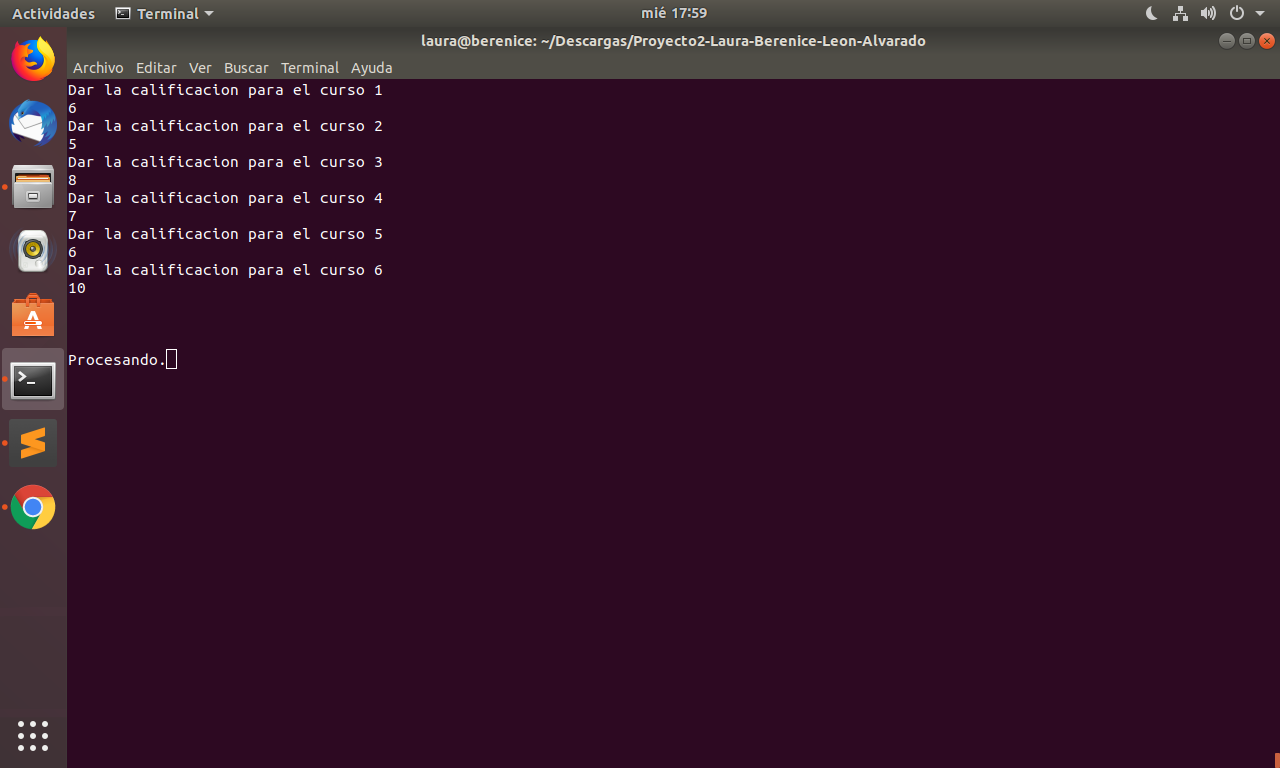 Actividades Terminal mié 17:59
laura@berenice: ~/Descargas/Proyecto2-Laura-Berenice-Leon-Alvarado
Archivo Editar Ver Buscar Terminal Ayuda
Dar la calificacion para el curso 1
6
Dar la calificacion para el curso 2
5
Dar la calificacion para el curso 3
8
Dar la calificacion para el curso 4
7
Dar la calificacion para el curso 5
6
Dar la calificacion para el curso 6
10
Procesando.